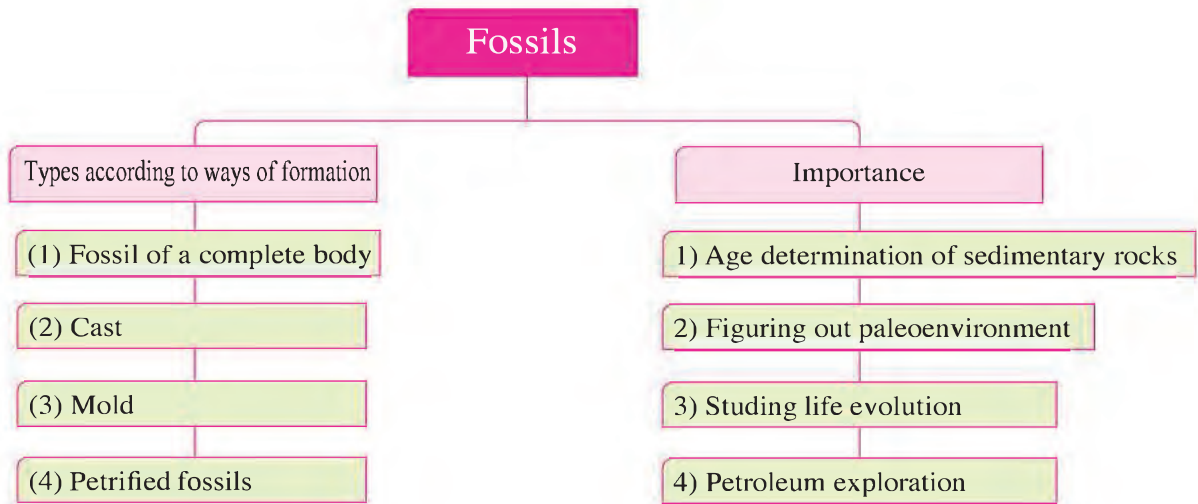 Fossils
Types according to ways of formation
(1) Fossil of a complete body
(2) Cast
(3) Mold
(4) Petrified fossils
Importance
1) Age determination of sedimentary rocks
2) Figuring out paleoenvironment
3) Studing life evolution
4) Petroleum exploration